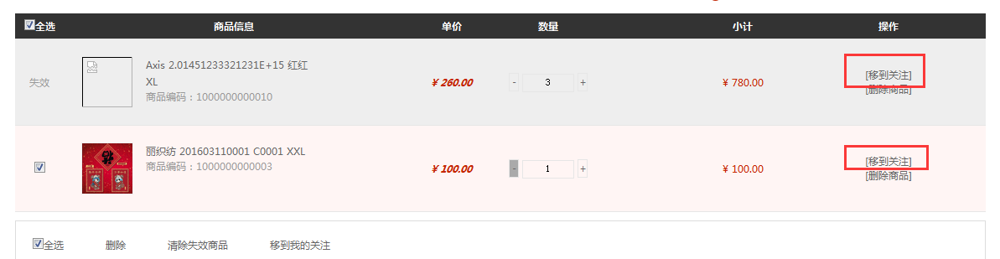 全选 商品信息 单价 数量 小计 操作
失效 Axis 2.01451233321231E+15 红红 XL
商品编码：1000000000010
¥ 260.00 - 3 + ¥ 780.00
[移到关注]
[删除商品]
丽织纺 201603110001 C0001 XXL
商品编码：1000000000003
¥ 100.00 - 1 + ¥ 100.00
[移到关注]
[删除商品]
全选 删除 清除失效商品 移到我的关注